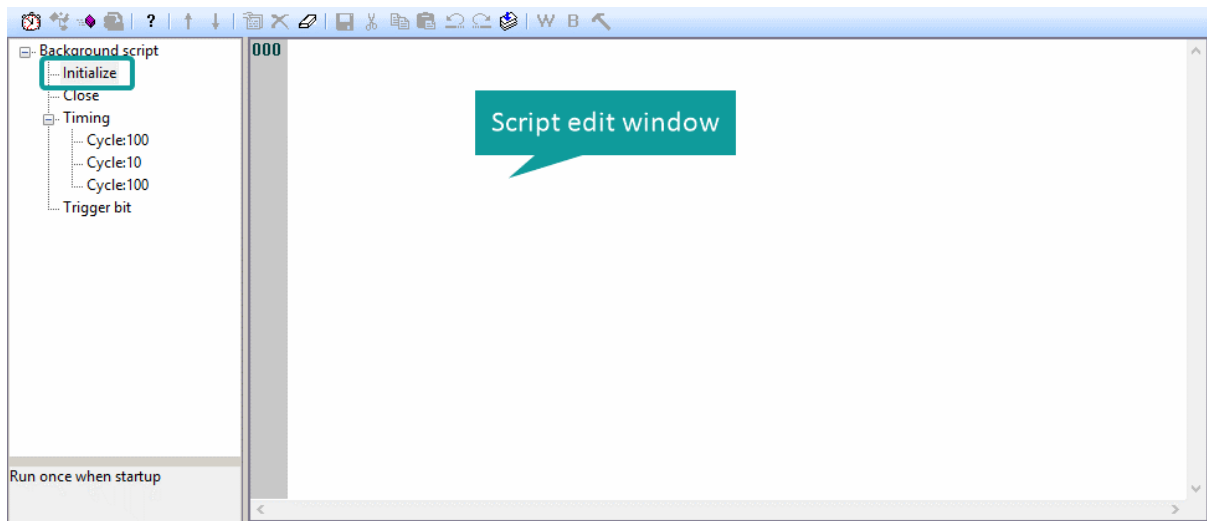 ? W B
Background script
000
Initialize
Close
Timing
Cycle:100
Cycle:10
Cycle:100
Trigger bit
Script edit window
Run once when startup